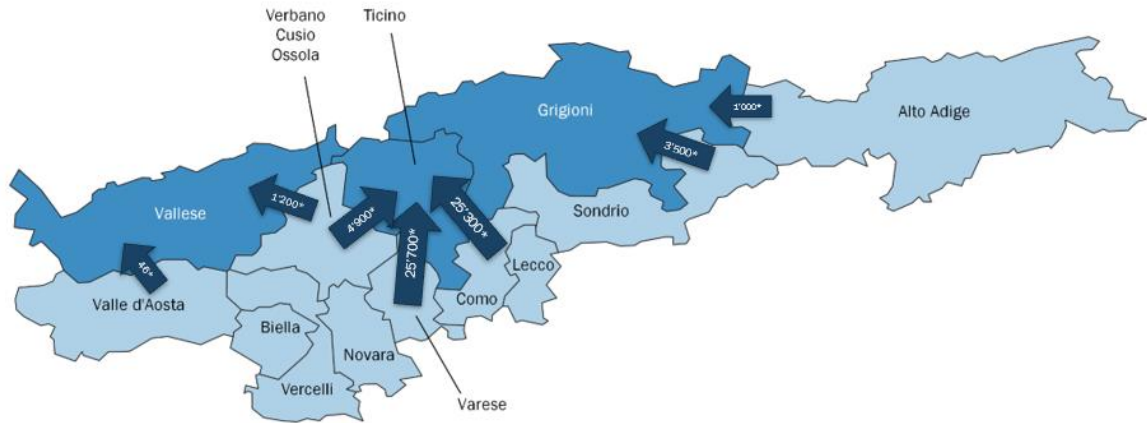 Verbano
Cusio
Ossola
Ticino
Grigioni
1'000*
Alto Adige
3'500*
Vallese
1'200*
4'900*
25'700*
25'300*
Sondrio
46*
Valle d'Aosta
Lecco
Como
Biella
Novara
Vercelli
Varese